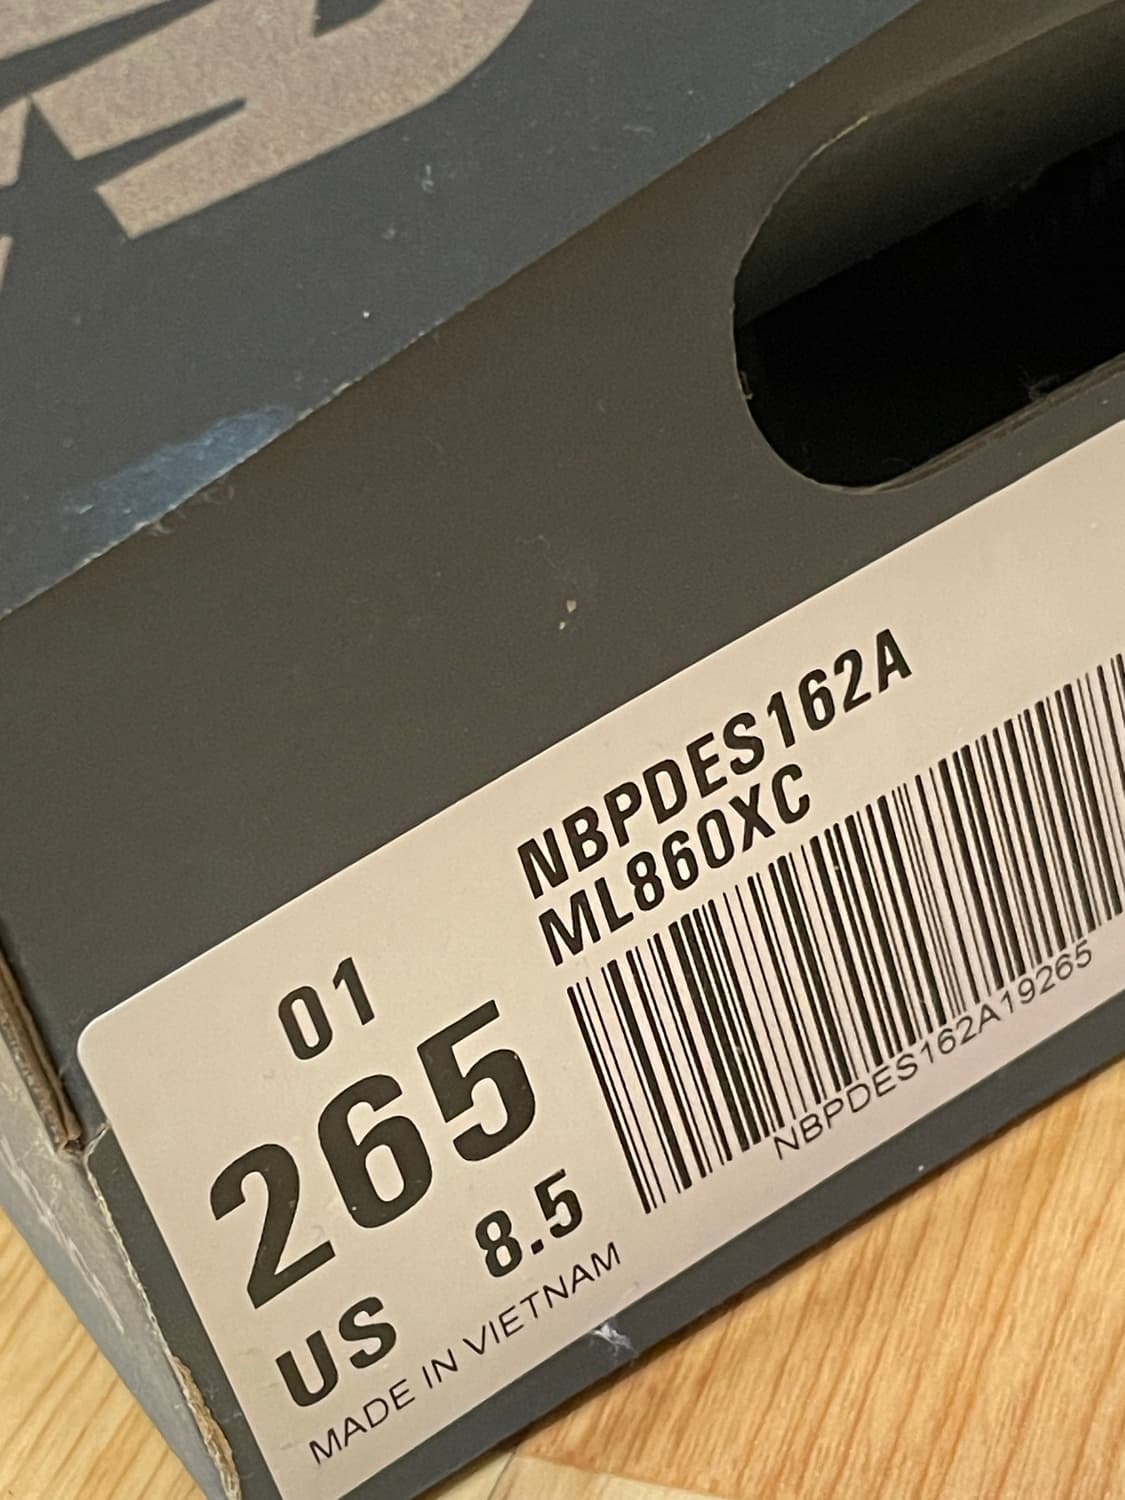 NBPDES162A
ML860XC
01
265
NBPDES162A19265
US 8.5
MADE IN VIETNAM